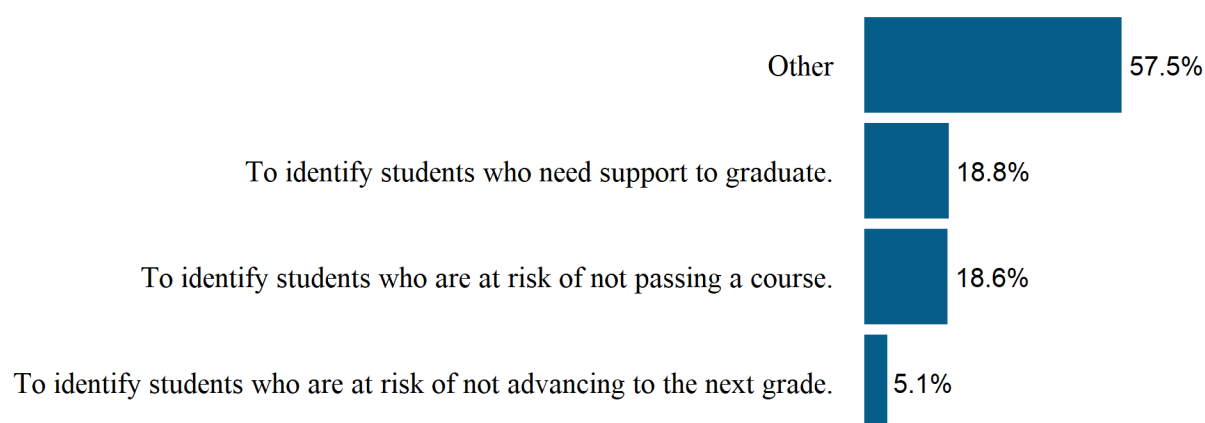 Other 57.5%
To identify students who need support to graduate. 18.8%
To identify students who are at risk of not passing a course. 18.6%
To identify students who are at risk of not advancing to the next grade. 5.1%